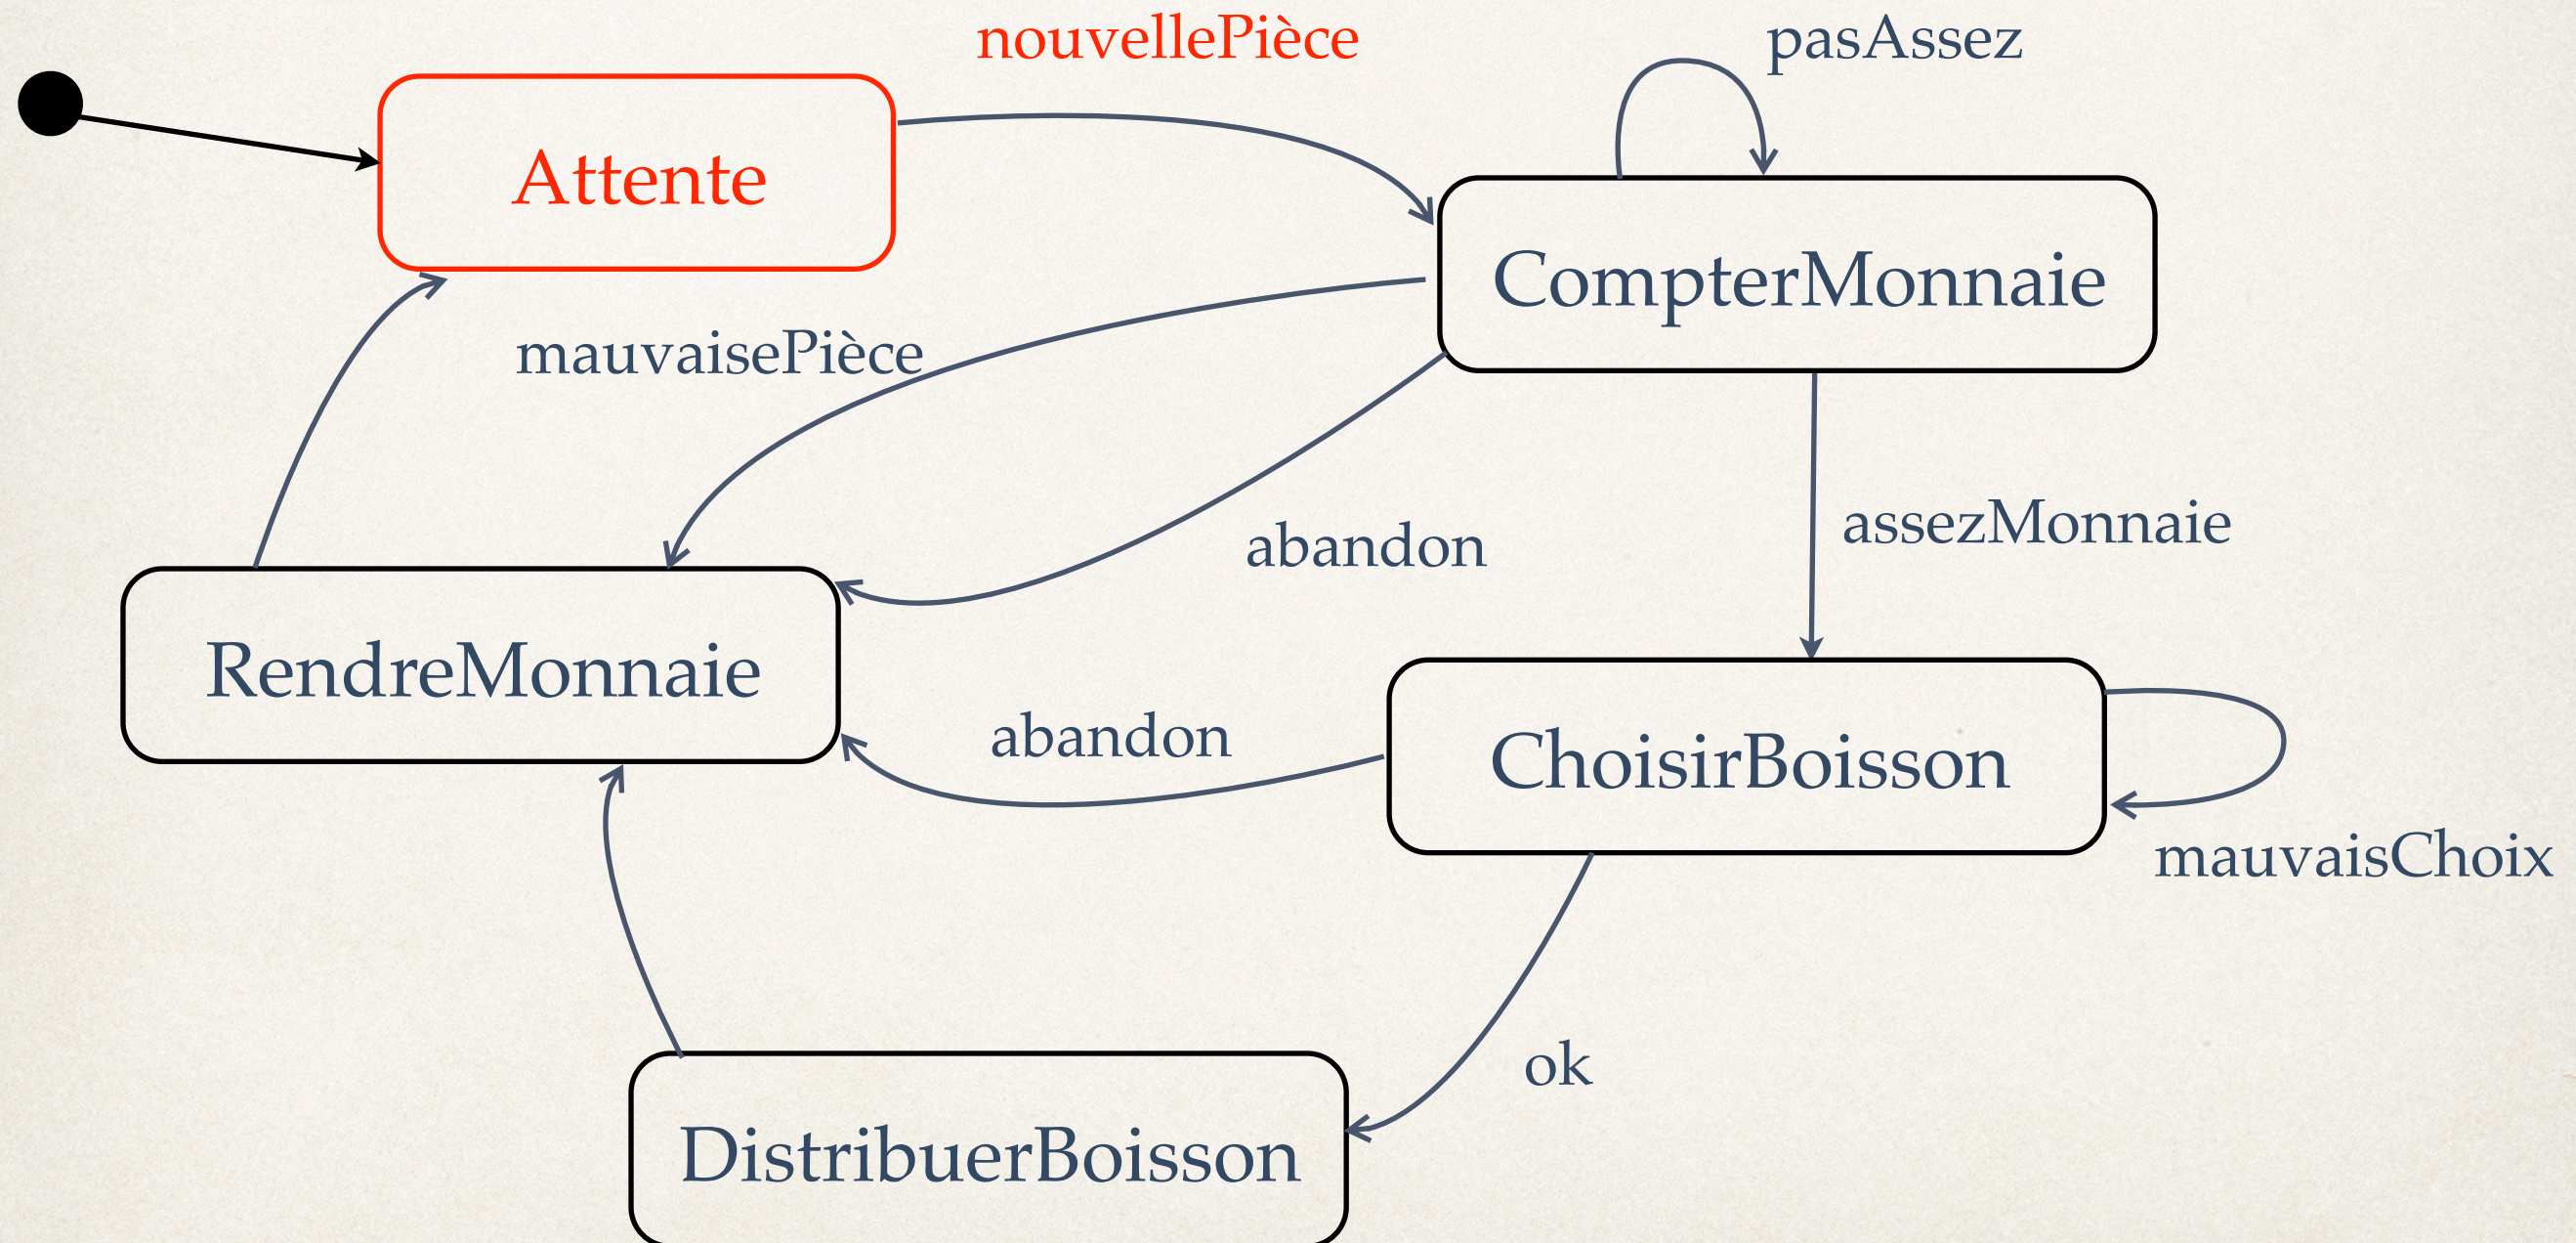 nouvellePièce
pasAssez
Attente
CompterMonnaie
mauvaisePièce
assezMonnaie
abandon
RendreMonnaie
abandon
ChoisirBoisson
mauvaisChoix
ok
DistribuerBoisson